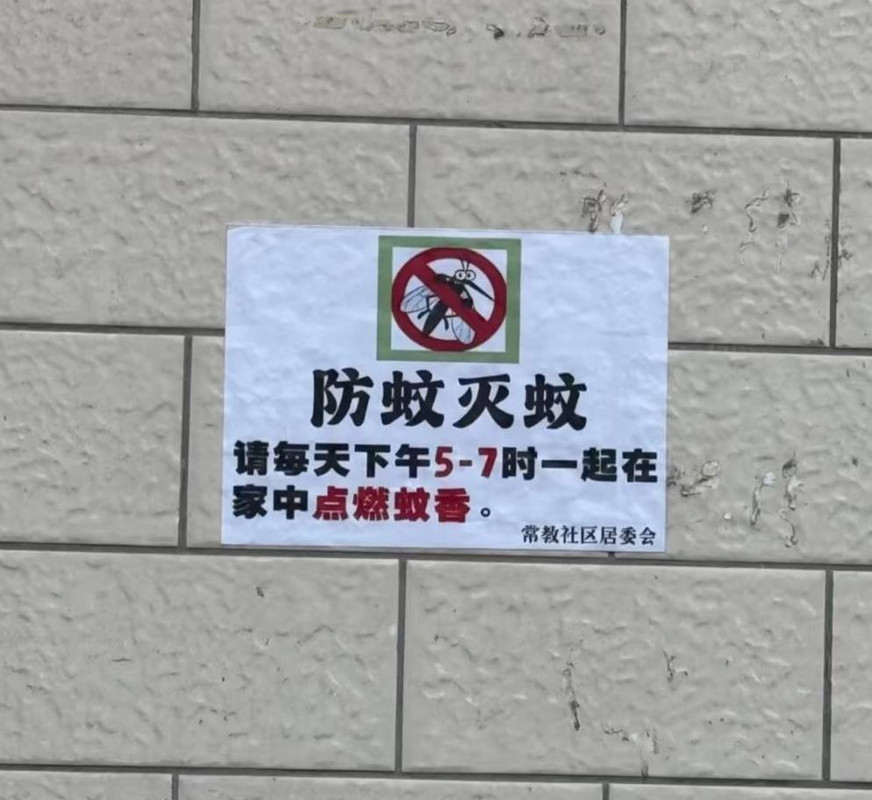 防蚊灭蚊
请每天下午5-7时一起在
家中点燃蚊香。
常教社区居委会